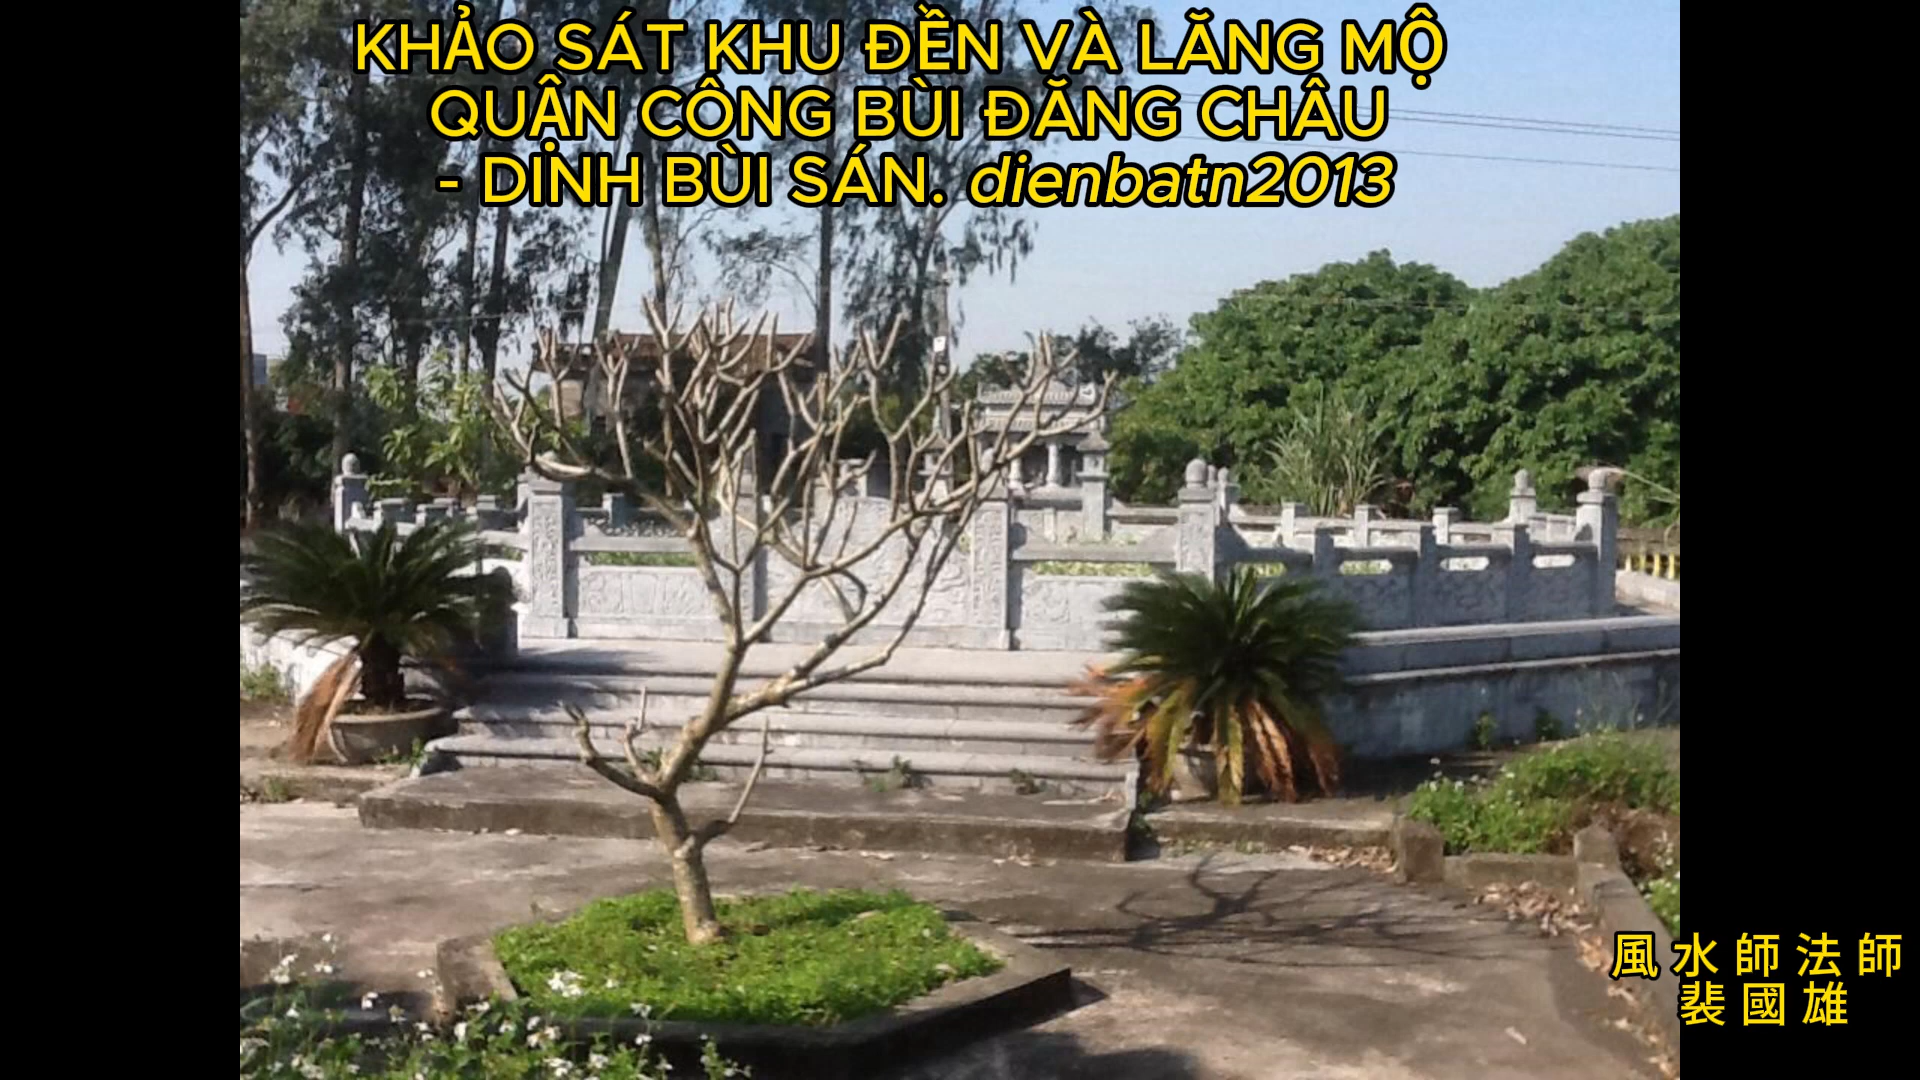 KHẢO SÁT KHU ĐỀN VÀ LĂNG MỘ
QUẬN CÔNG BÙI ĐĂNG CHÂU
- DINH BÙI SÁN. dienbatn2013
風水師法師
裴國雄